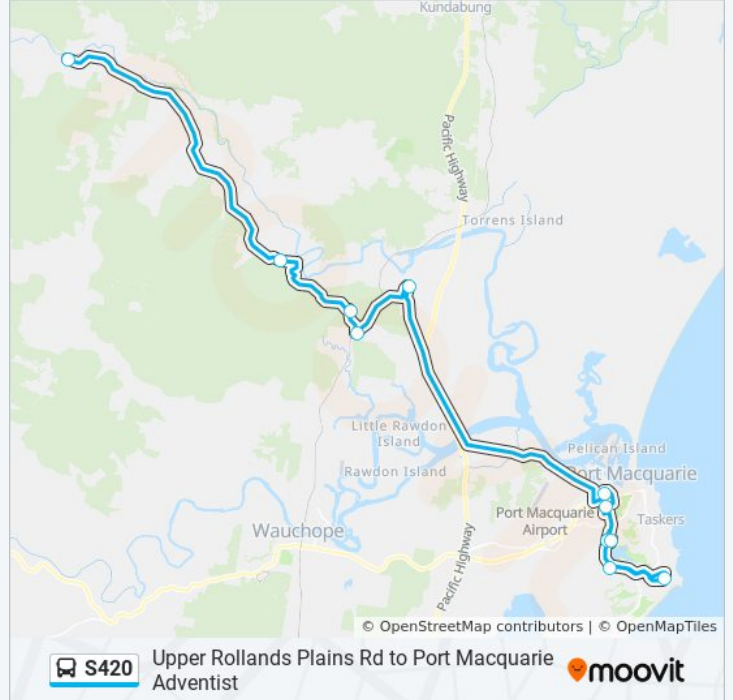 Kundabung
Pacific Highway
Torrens Island
Little Rawdon
Island
Pelican Island
Rawdon Island
Port Macquarie
Port Macquarie
Airport
Taskers
Wauchope
Pacific Highway
© OpenStreetMap contributors | © OpenMapTiles
S420
Upper Rollands Plains Rd to Port Macquarie
Adventist
moovit